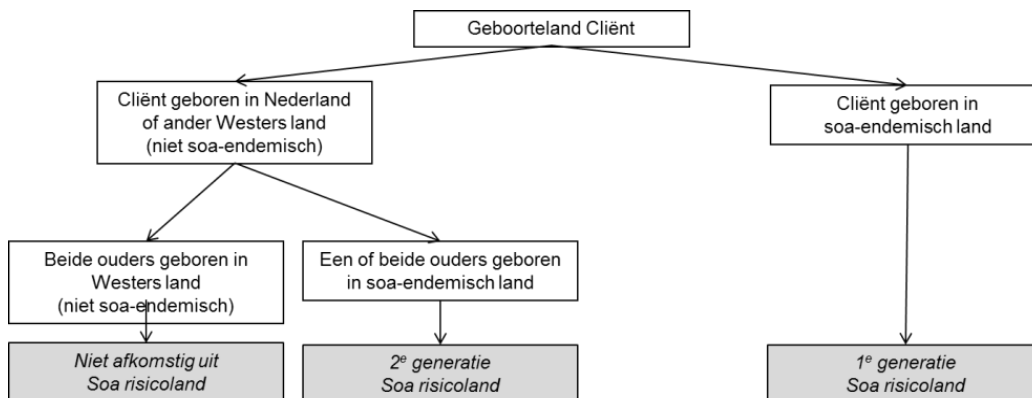 Geboorteland Cliënt
Cliënt geboren in Nederland
of ander Westers land
(niet soa-endemisch)
Cliënt geboren in
soa-endemisch land
Beide ouders geboren in
Westers land
(niet soa-endemisch)
Een of beide ouders geboren
in soa-endemisch land
Niet afkomstig uit
Soa risicoland
2e generatie
Soa risicoland
1e generatie
Soa risicoland